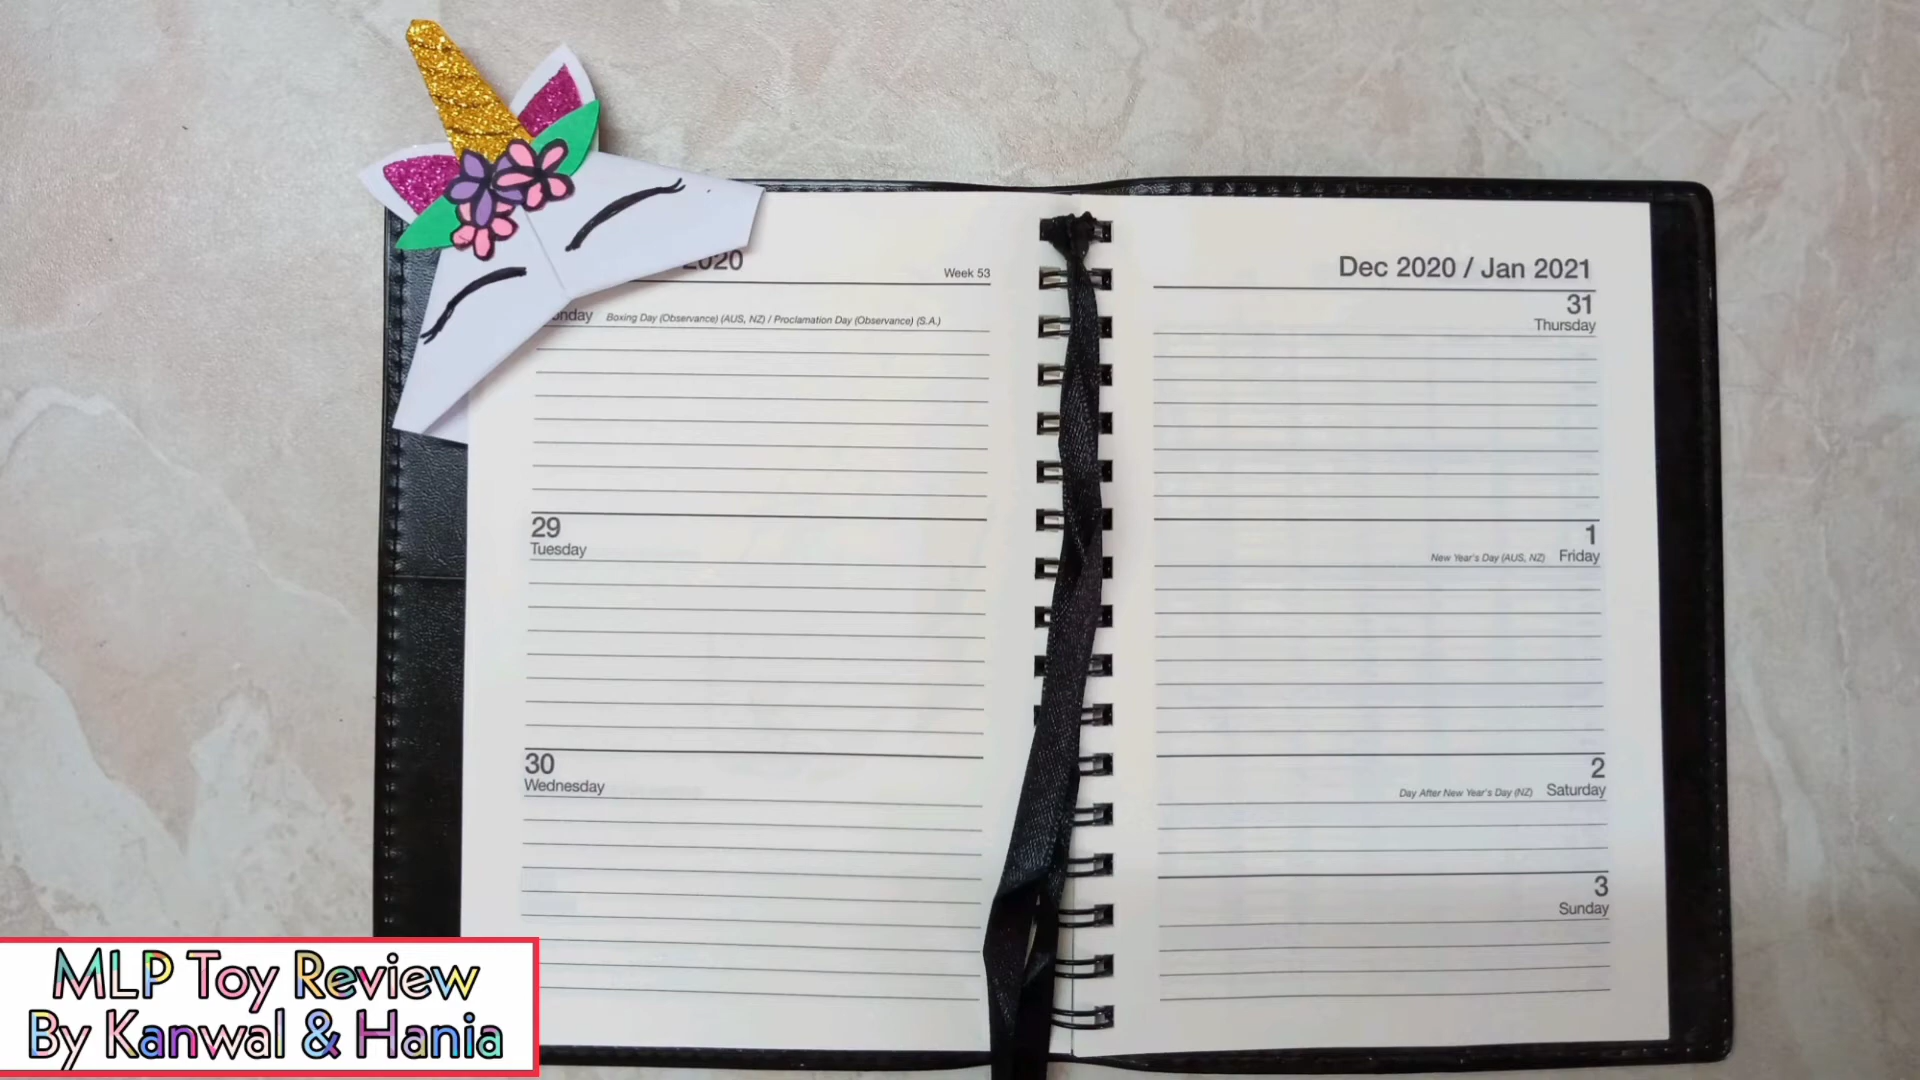 2020
Week 53
Boxing Day (Observance) (AUS, NZ) / Proclamation Day (Observance) (S.A.)
29
Tuesday
30
Wednesday
Dec 2020 / Jan 2021
31
Thursday
1
New Year's Day (AUS, NZ) Friday
2
Day After New Year's Day (NZ) Saturday
3
Sunday
MLP Toy Review
By Kanwal & Hania